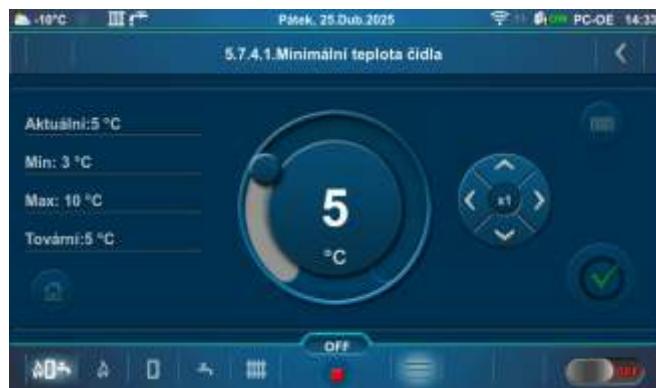 -10°C Pátek, 25.Dub.2025 PC-OE 14:33
5.7.4.1.Minimální teplota čidla
Aktuální:5 °C
Min: 3 °C
Max: 10 °C
Tovární:5 °C
5
°C
x1
OFF
OFF